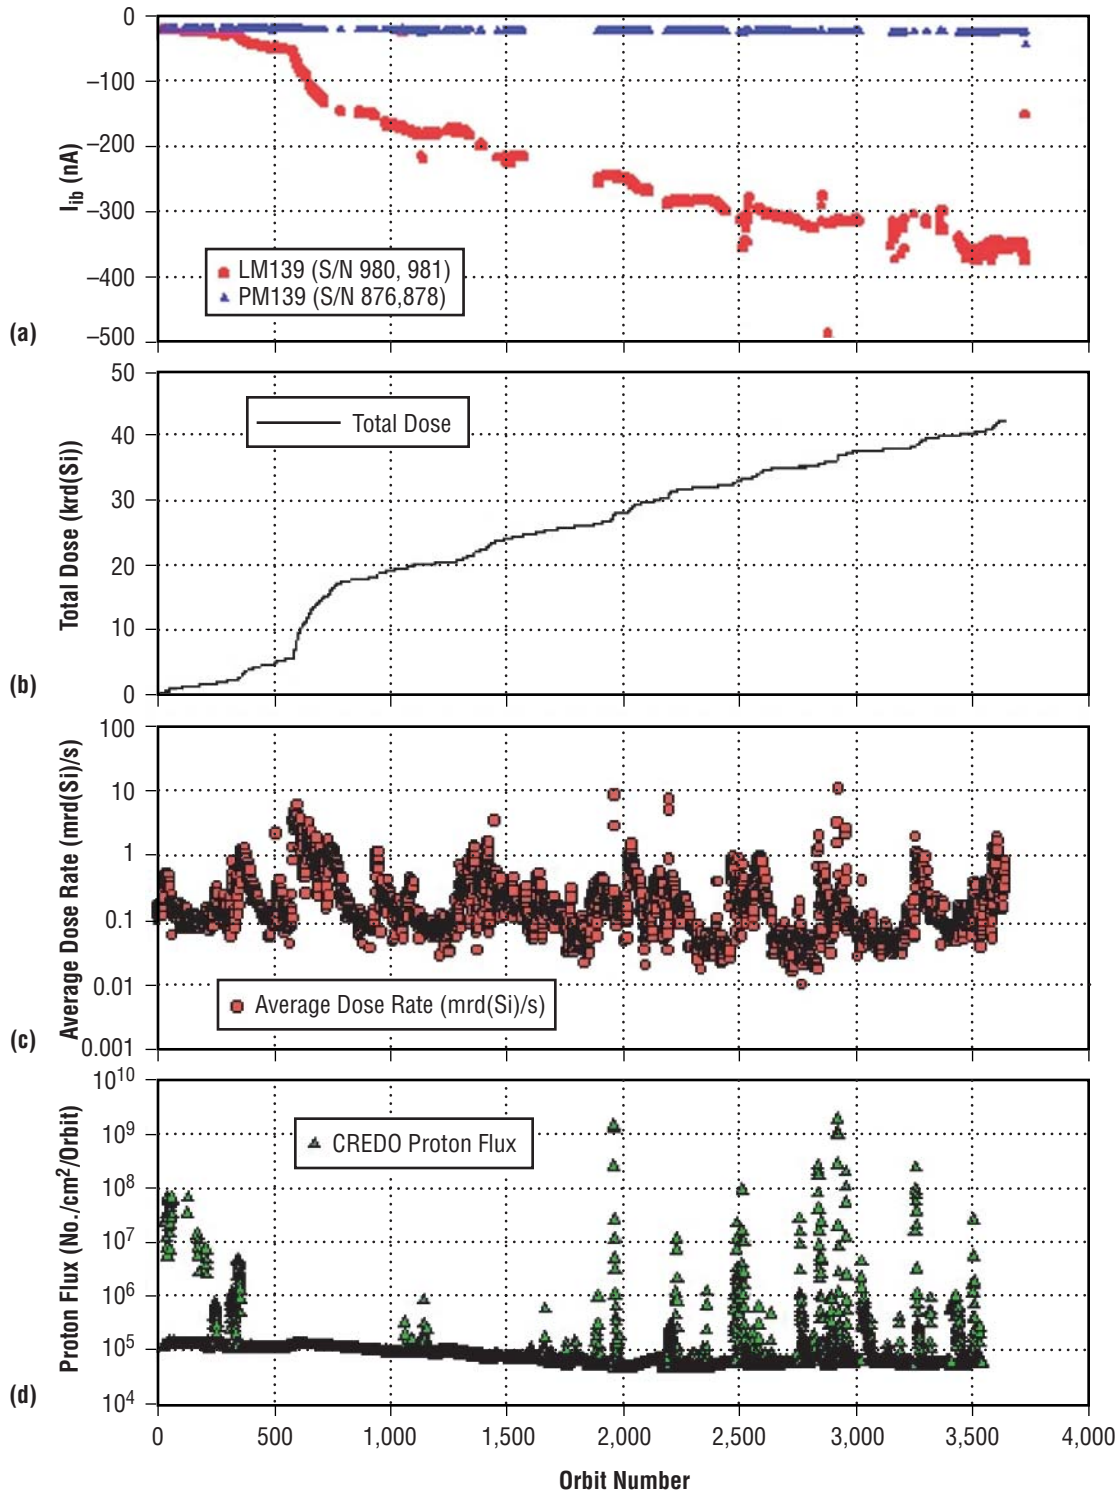 0
–100
–200
–300
–400
–500
I_ib (nA)
LM139 (S/N 980, 981)
PM139 (S/N 876,878)
(a)
50
40
30
20
10
0
Total Dose (krd(Si))
Total Dose
(b)
100
10
1
0.1
0.01
0.001
Average Dose Rate (mrd(Si)/s)
Average Dose Rate (mrd(Si)/s)
(c)
10^10
10^9
10^8
10^7
10^6
10^5
10^4
Proton Flux (No./cm²/Orbit)
CREDO Proton Flux
(d)
0 500 1,000 1,500 2,000 2,500 3,000 3,500 4,000
Orbit Number